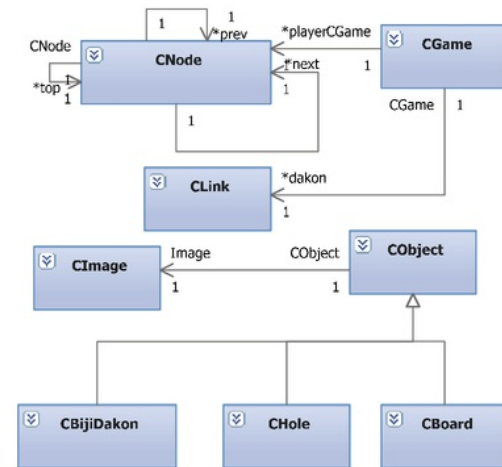 1
1
CNode
*prev
*playerCGame
CNode
CGame
1
*next
1
*top
1
1
1
CGame
1
1
*dakon
CLink
1
CObject
Image
CObject
CImage
1
1
CBijiDakon
CHole
CBoard